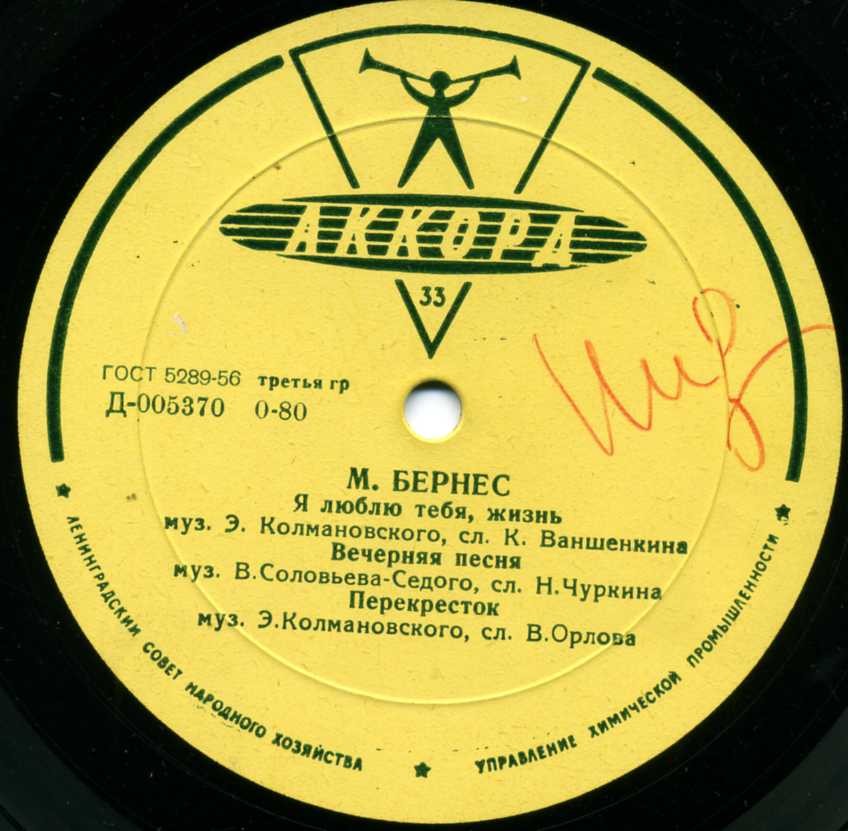 АККОРД
33
ГОСТ 5289-56 третья гр
Д-005370 0-80
М. БЕРНЕС
Я люблю тебя, жизнь
муз. Э. Колмановского, сл. К. Ваншенкина
Вечерняя песня
муз. В.Соловьева-Седого, сл. Н.Чуркина
Перекресток
муз. Э.Колмановского, сл. В.Орлова
ЛЕНИНГРАДСКИЙ СОВЕТ НАРОДНОГО ХОЗЯЙСТВА
УПРАВЛЕНИЕ ХИМИЧЕСКОЙ ПРОМЫШЛЕННОСТИ